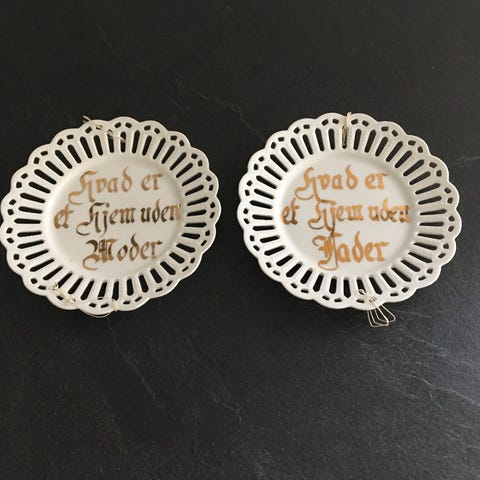 Hvad er
et Hjem uden
Moder
Hvad er
et Hjem uden
Fader